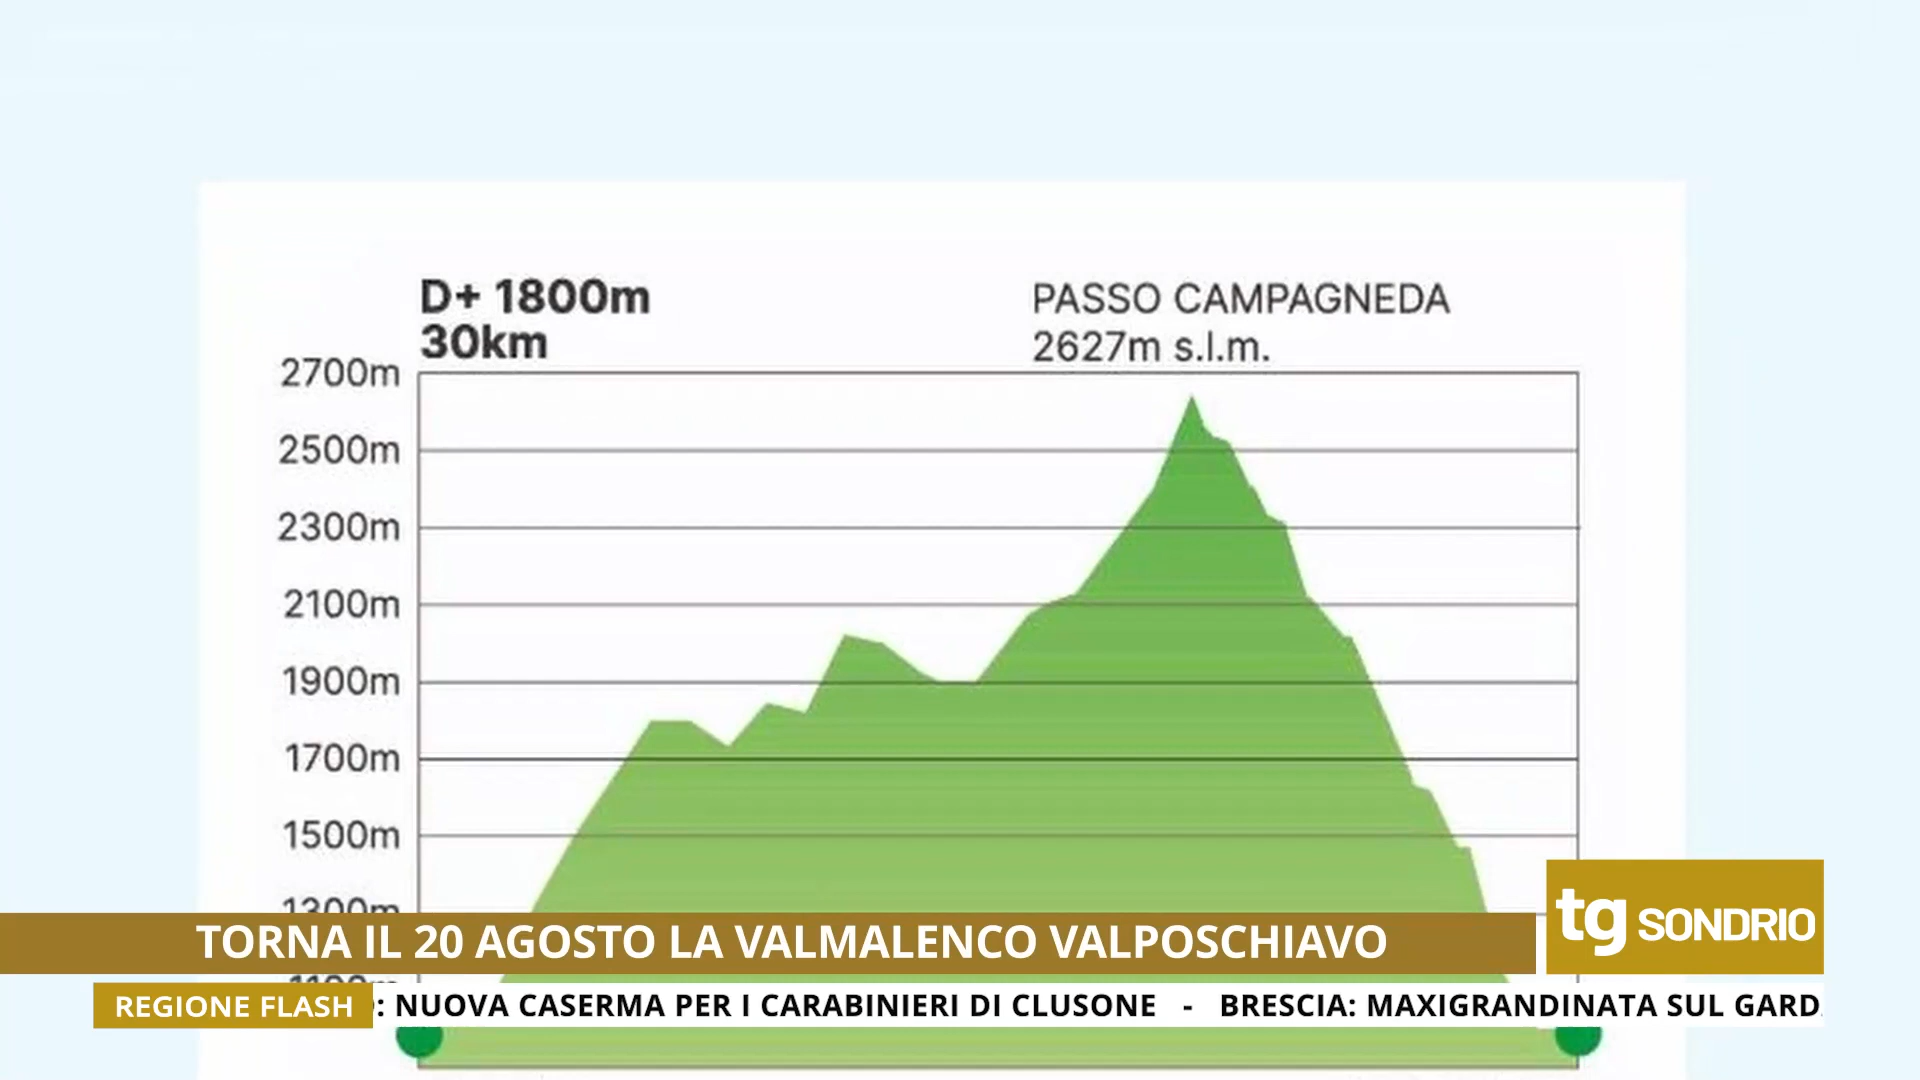 D+ 1800m
30km
PASSO CAMPAGNEDA
2627m s.l.m.
2700m
2500m
2300m
2100m
1900m
1700m
1500m
1300m
TORNA IL 20 AGOSTO LA VALMALENCO VALPOSCHIAVO
tg SONDRIO
REGIONE FLASH
: NUOVA CASERMA PER I CARABINIERI DI CLUSONE - BRESCIA: MAXIGRANDINATA SUL GARD